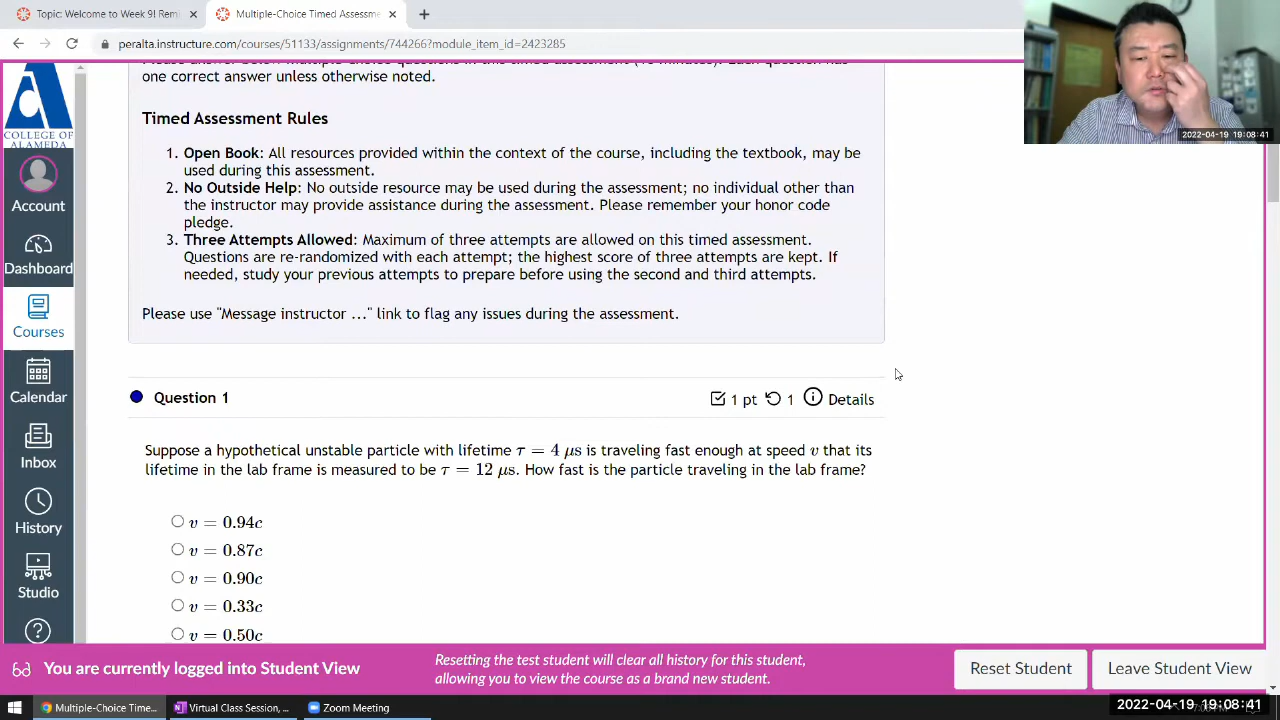 Topic: Welcome to Week 9! Remi
Multiple-Choice Timed Assessme
peralta.instructure.com/courses/51133/assignments/744266?module_item_id=2423285
2022-04-19 19:08:41
COLLEGE OF
ALAMEDA
Account
Dashboard
Courses
Calendar
Inbox
History
Studio
one correct answer unless otherwise noted.
Timed Assessment Rules
1. Open Book: All resources provided within the context of the course, including the textbook, may be
used during this assessment.
2. No Outside Help: No outside resource may be used during the assessment; no individual other than
the instructor may provide assistance during the assessment. Please remember your honor code
pledge.
3. Three Attempts Allowed: Maximum of three attempts are allowed on this timed assessment.
Questions are re-randomized with each attempt; the highest score of three attempts are kept. If
needed, study your previous attempts to prepare before using the second and third attempts.
Please use "Message instructor ..." link to flag any issues during the assessment.
Question 1
1 pt 1 Details
Suppose a hypothetical unstable particle with lifetime τ = 4 μs is traveling fast enough at speed v that its
lifetime in the lab frame is measured to be τ = 12 μs. How fast is the particle traveling in the lab frame?
v = 0.94c
v = 0.87c
v = 0.90c
v = 0.33c
v = 0.50c
You are currently logged into Student View
Resetting the test student will clear all history for this student,
allowing you to view the course as a brand new student.
Reset Student
Leave Student View
Multiple-Choice Time...
Virtual Class Session, ...
Zoom Meeting
2022-04-19 19:08:41